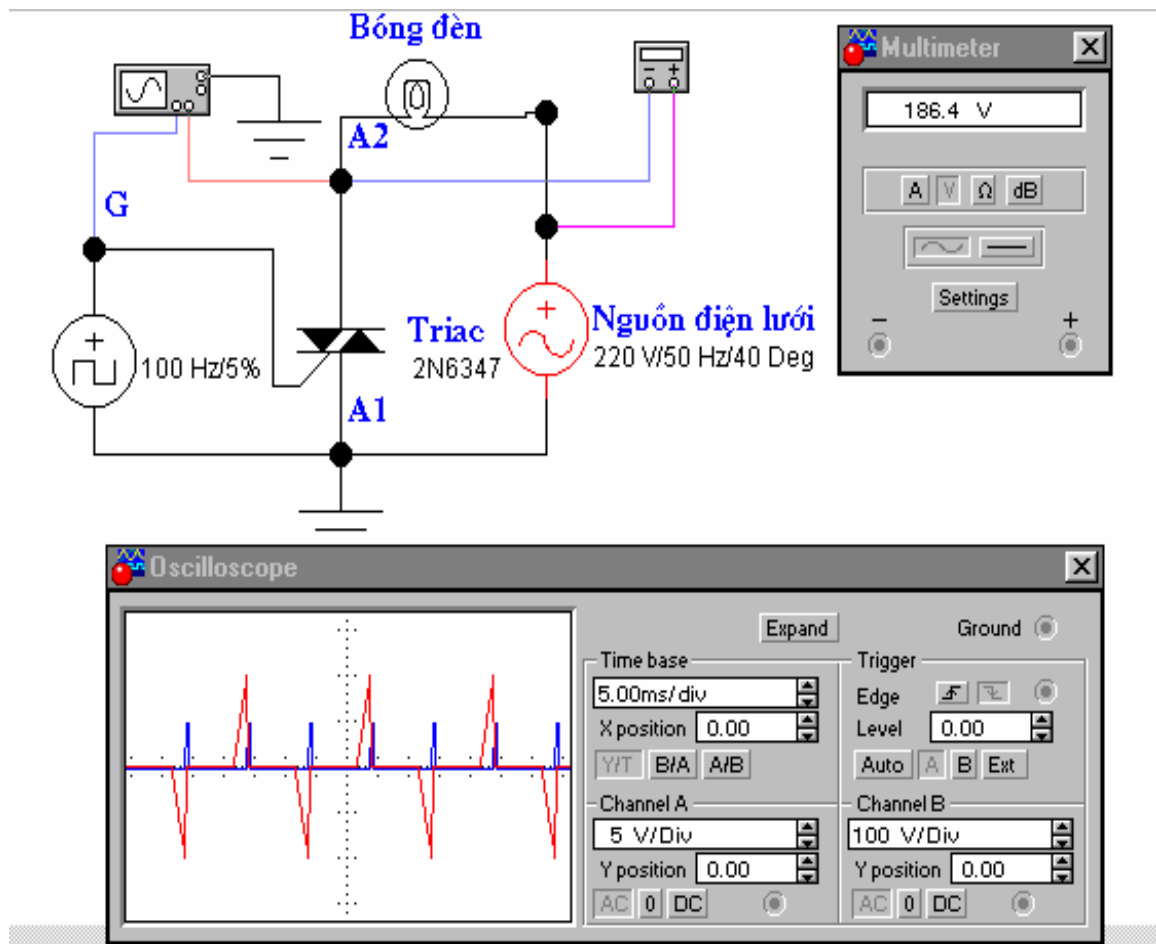 Bóng đèn
A2
G
100 Hz/5%
Triac
2N6347
A1
Nguồn điện lưới
220 V/50 Hz/40 Deg
Multimeter
186.4 V
A V Ω dB
Settings
Oscilloscope
Expand
Ground
Time base
5.00ms/div
X position 0.00
Y/T B/A A/B
Trigger
Edge
Level 0.00
Auto A B Ext
Channel A
5 V/Div
Y position 0.00
AC 0 DC
Channel B
100 V/Div
Y position 0.00
AC 0 DC